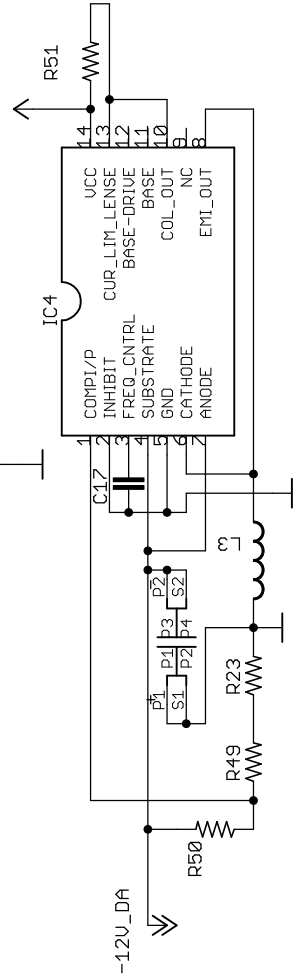 R51
14 VCC
13 CUR_LIM_LENSE
12 BASE-DRIVE
11 BASE
10 COL_OUT
9 NC
8 EMI_OUT
IC4
1 COMPI/P
2 INHIBIT
3 FREQ_CNTRL
4 SUBSTRATE
5 GND
6 CATHODE
7 ANODE
C17
L3
P2 -
S2
P3
P4
P1
P2
P1 +
S1
R23
R49
R50
-12V_DA